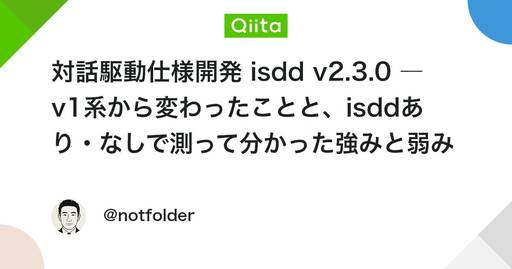 Qiita
対話駆動仕様開発 isdd v2.3.0 ―
v1系から変わったことと、isddあ
り・なしで測って分かった強みと弱み
@notfolder